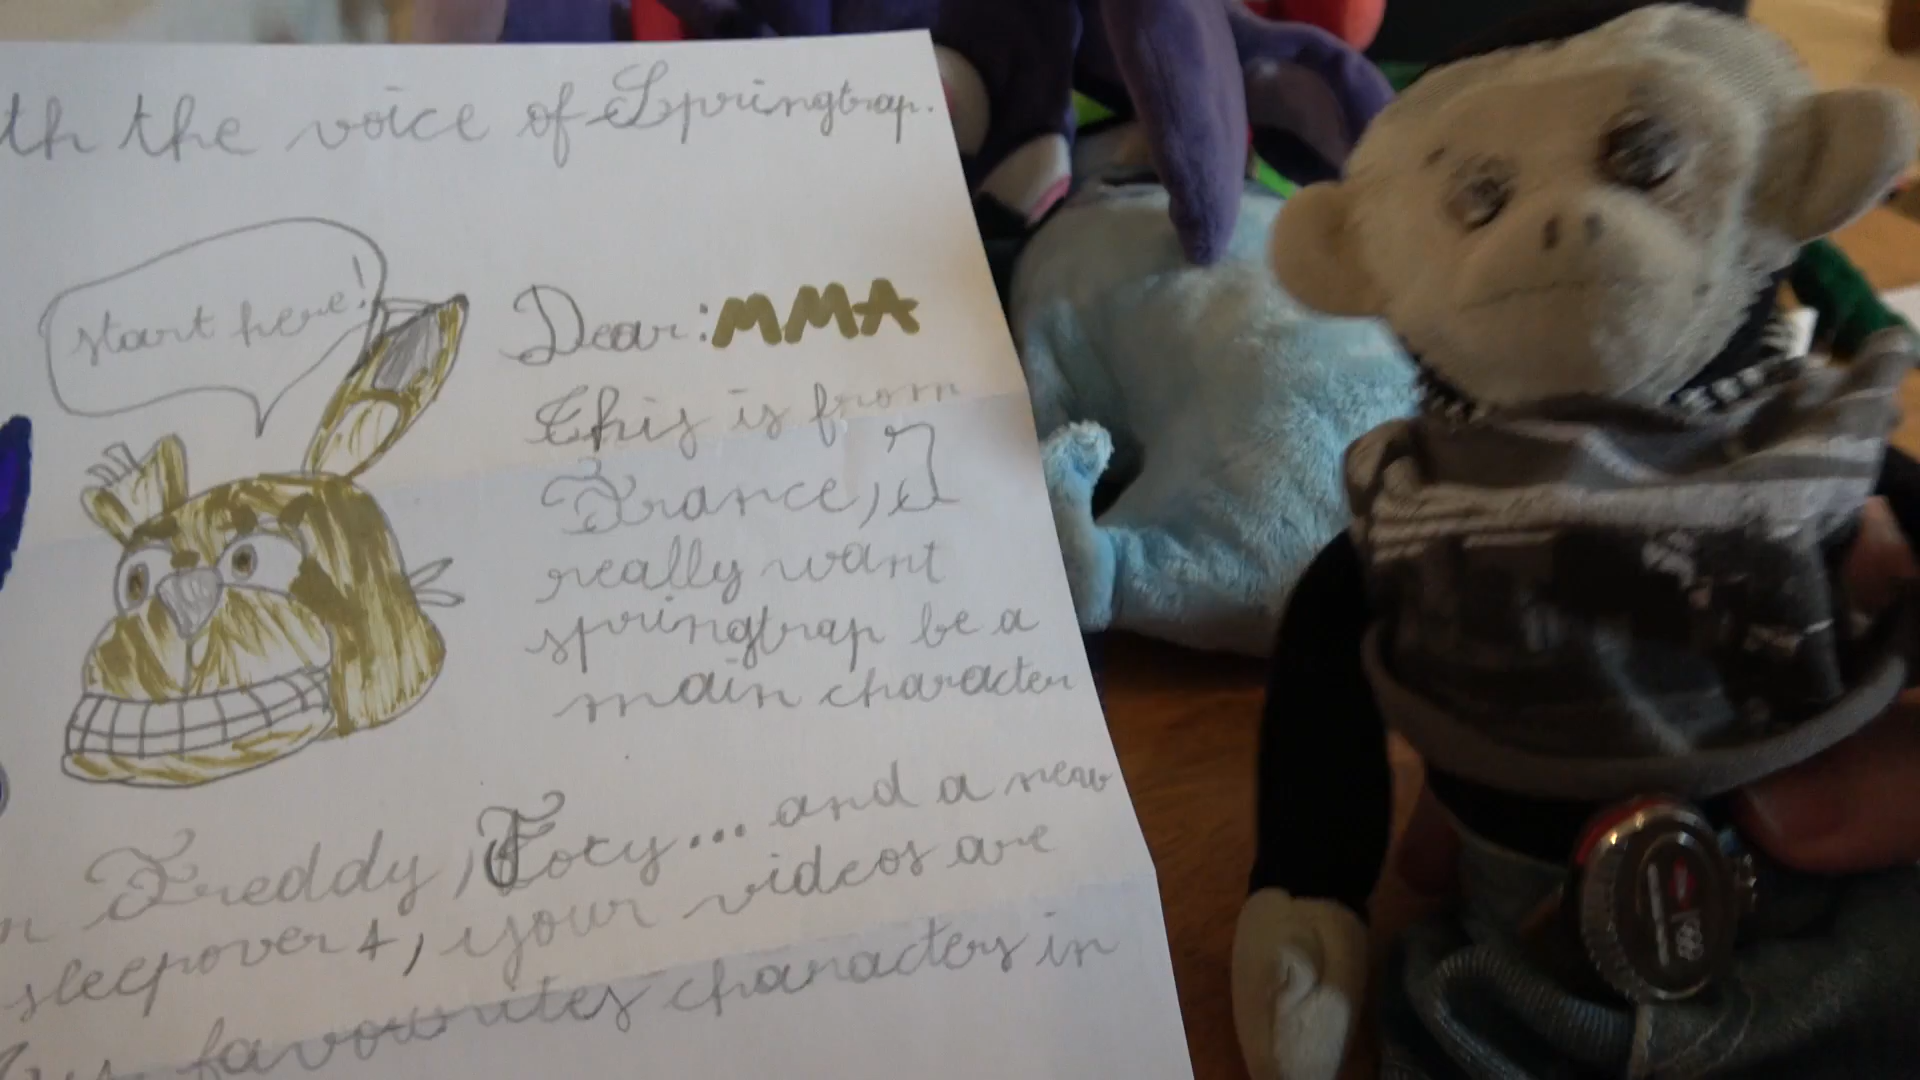 th the voice of Springtrap.
start here!
Dear: MMA
This is from
France, I
really want
springtrap be a
main character
Freddy, Foxy... and a new
sleepover 4, your videos are
favourites characters in